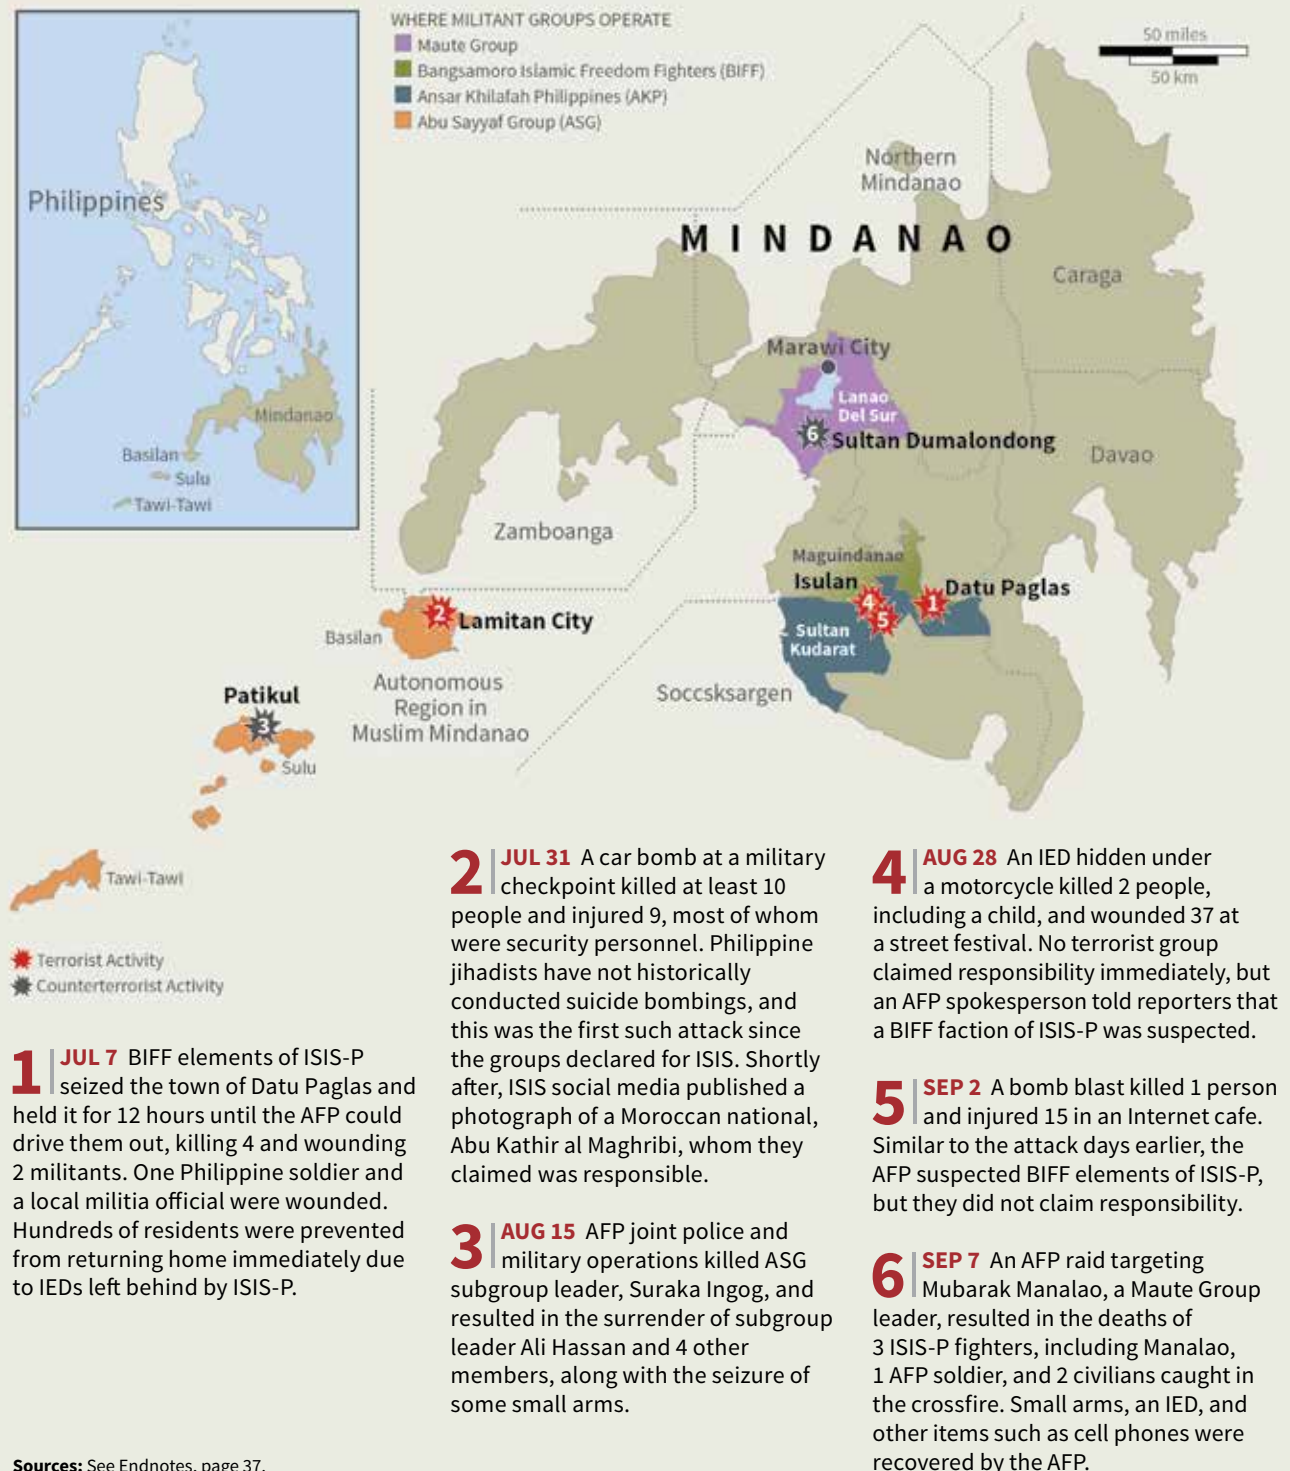 WHERE MILITANT GROUPS OPERATE
Maute Group
Bangsamoro Islamic Freedom Fighters (BIFF)
Ansar Khilafah Philippines (AKP)
Abu Sayyaf Group (ASG)
50 miles
50 km
Philippines
Mindanao
Basilan
Sulu
Tawi-Tawi
Northern
Mindanao
MINDANAO
Caraga
Marawi City
Lanao
Del Sur
6
Sultan Dumalondong
Davao
Zamboanga
Maguindanao
Isulan
Datu Paglas
4
5
1
Sultan
Kudarat
2
Lamitan City
Basilan
Autonomous
Region in
Muslim Mindanao
Soccsksargen
Patikul
3
Sulu
Tawi-Tawi
Terrorist Activity
Counterterrorist Activity
1 JUL 7 BIFF elements of ISIS-P
seized the town of Datu Paglas and
held it for 12 hours until the AFP could
drive them out, killing 4 and wounding
2 militants. One Philippine soldier and
a local militia official were wounded.
Hundreds of residents were prevented
from returning home immediately due
to IEDs left behind by ISIS-P.
2 JUL 31 A car bomb at a military
checkpoint killed at least 10
people and injured 9, most of whom
were security personnel. Philippine
jihadists have not historically
conducted suicide bombings, and
this was the first such attack since
the groups declared for ISIS. Shortly
after, ISIS social media published a
photograph of a Moroccan national,
Abu Kathir al Maghribi, whom they
claimed was responsible.
3 AUG 15 AFP joint police and
military operations killed ASG
subgroup leader, Suraka Ingog, and
resulted in the surrender of subgroup
leader Ali Hassan and 4 other
members, along with the seizure of
some small arms.
4 AUG 28 An IED hidden under
a motorcycle killed 2 people,
including a child, and wounded 37 at
a street festival. No terrorist group
claimed responsibility immediately, but
an AFP spokesperson told reporters that
a BIFF faction of ISIS-P was suspected.
5 SEP 2 A bomb blast killed 1 person
and injured 15 in an Internet cafe.
Similar to the attack days earlier, the
AFP suspected BIFF elements of ISIS-P,
but they did not claim responsibility.
6 SEP 7 An AFP raid targeting
Mubarak Manalao, a Maute Group
leader, resulted in the deaths of
3 ISIS-P fighters, including Manalao,
1 AFP soldier, and 2 civilians caught in
the crossfire. Small arms, an IED, and
other items such as cell phones were
recovered by the AFP.
Sources: See Endnotes, page 37.